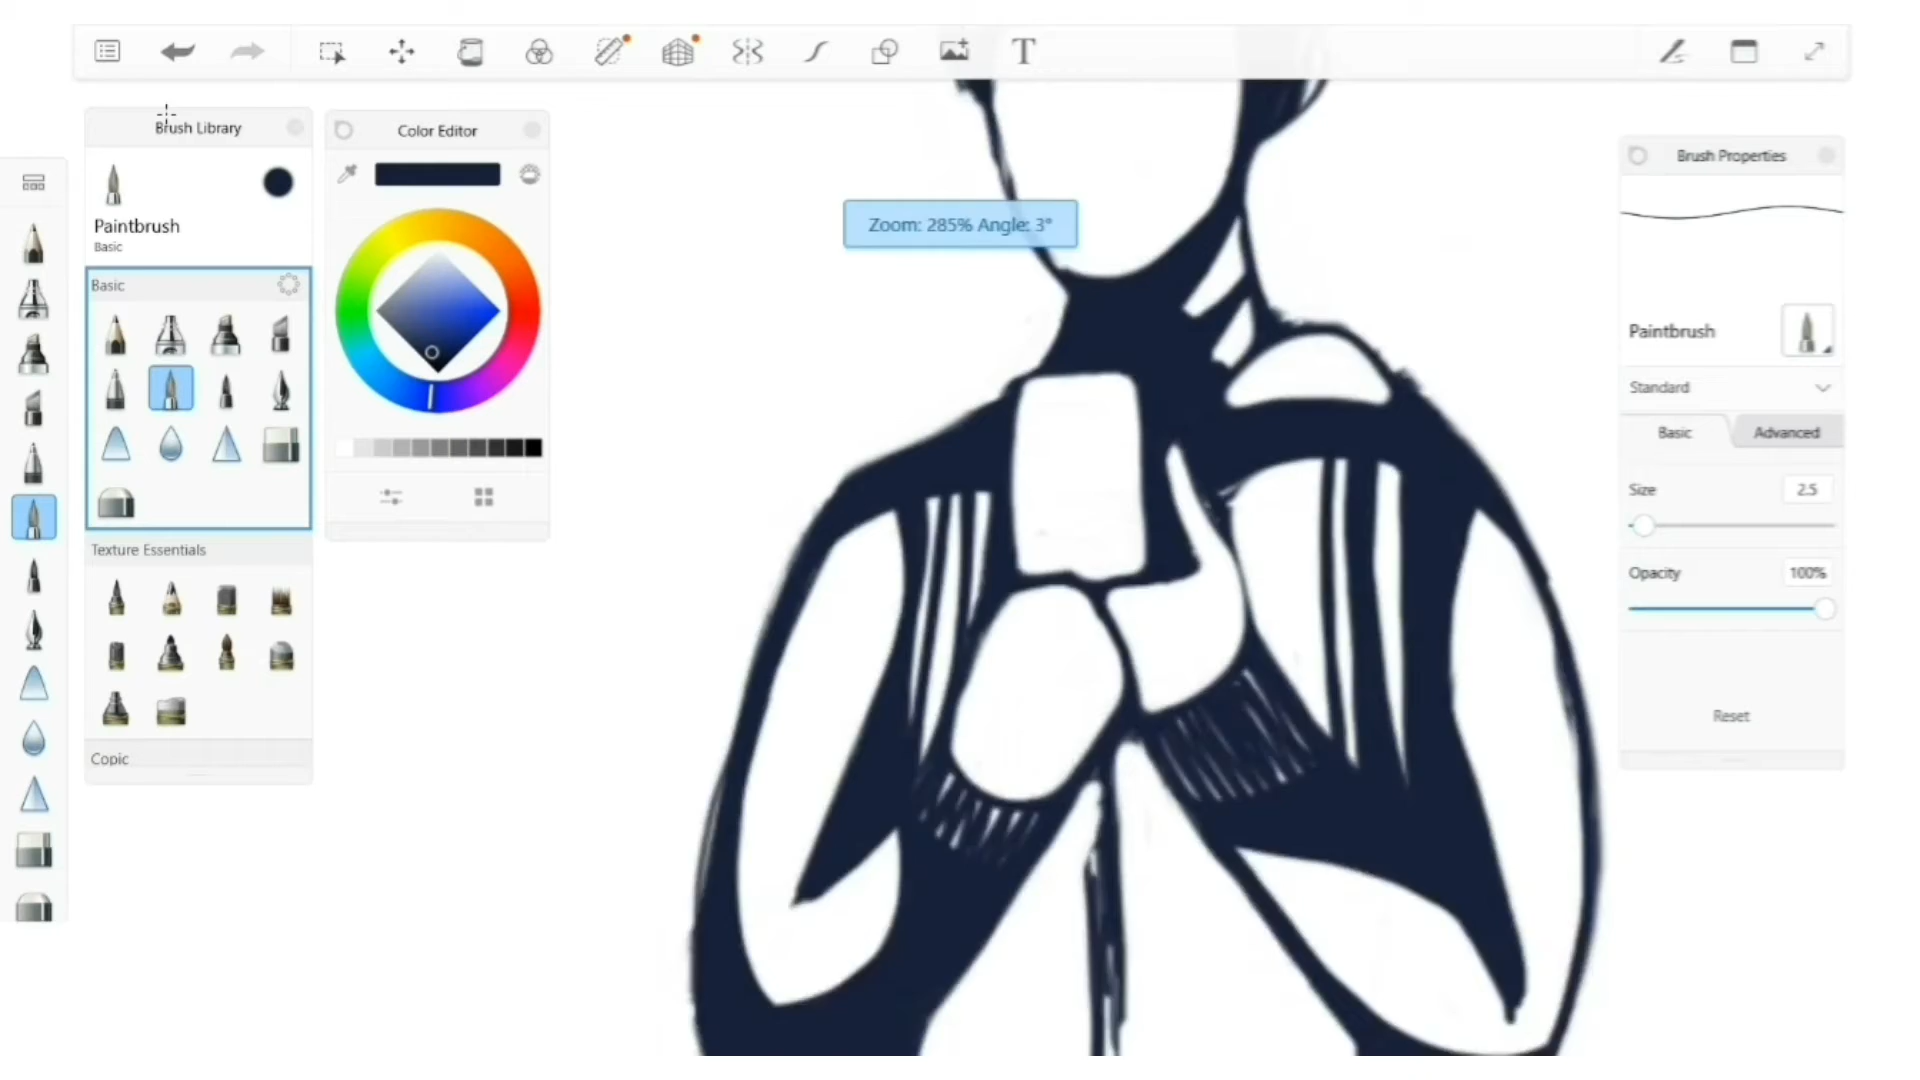 T
Brush Library
Color Editor
Brush Properties
Zoom: 285% Angle: 3°
Paintbrush
Basic
Basic
Paintbrush
Standard
Basic Advanced
Size 2.5
Texture Essentials
Opacity 100%
Reset
Copic